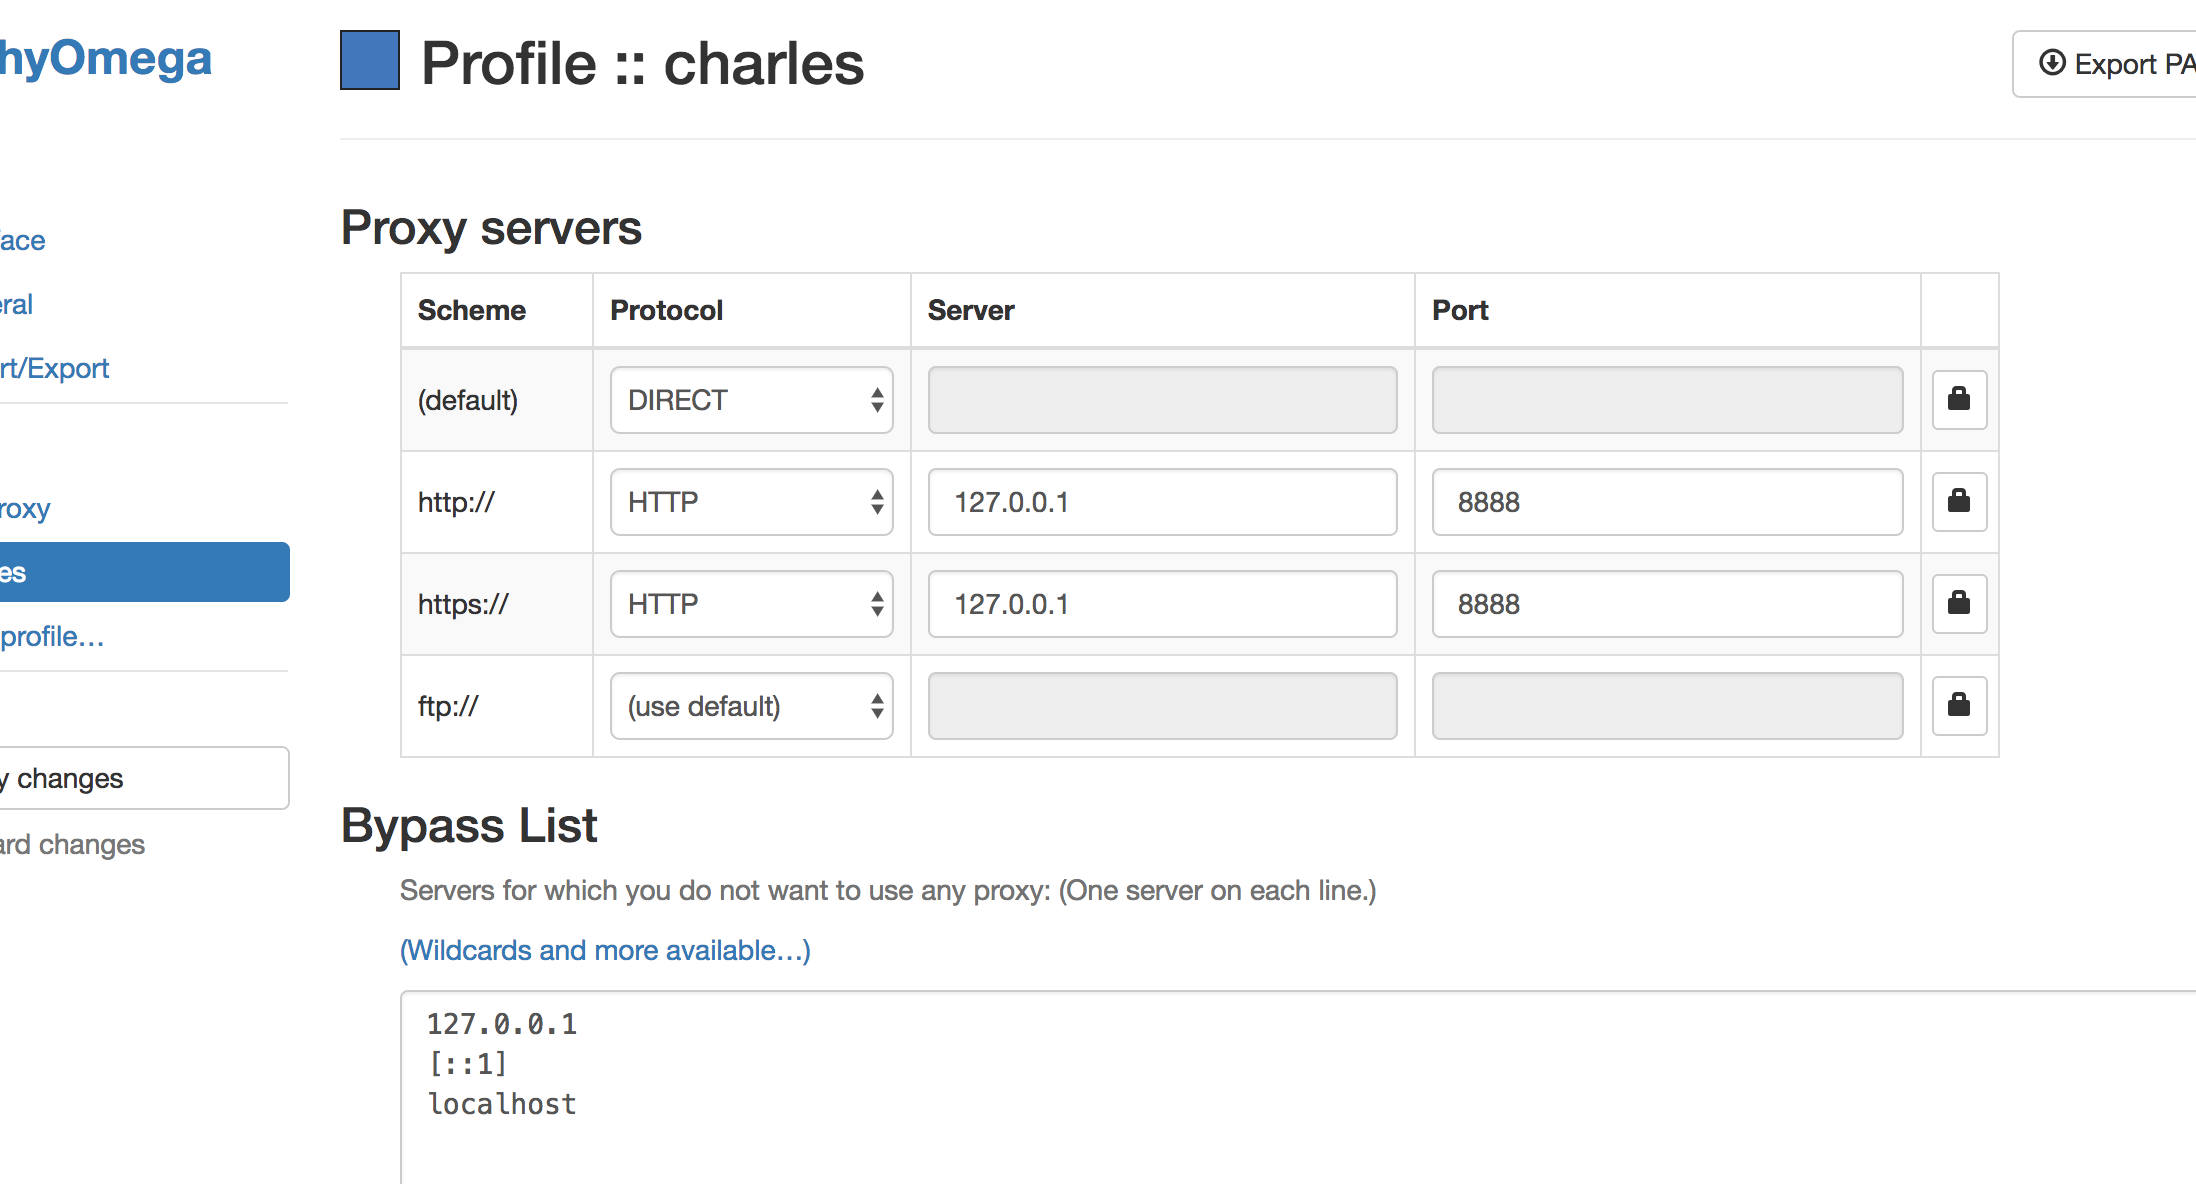 hyOmega
Profile :: charles
Export PA
face
eral
rt/Export
roxy
es
profile...
y changes
ard changes
Proxy servers
Scheme Protocol Server Port
(default) DIRECT
http:// HTTP 127.0.0.1 8888
https:// HTTP 127.0.0.1 8888
ftp:// (use default)
Bypass List
Servers for which you do not want to use any proxy: (One server on each line.)
(Wildcards and more available...)
127.0.0.1
[::1]
localhost